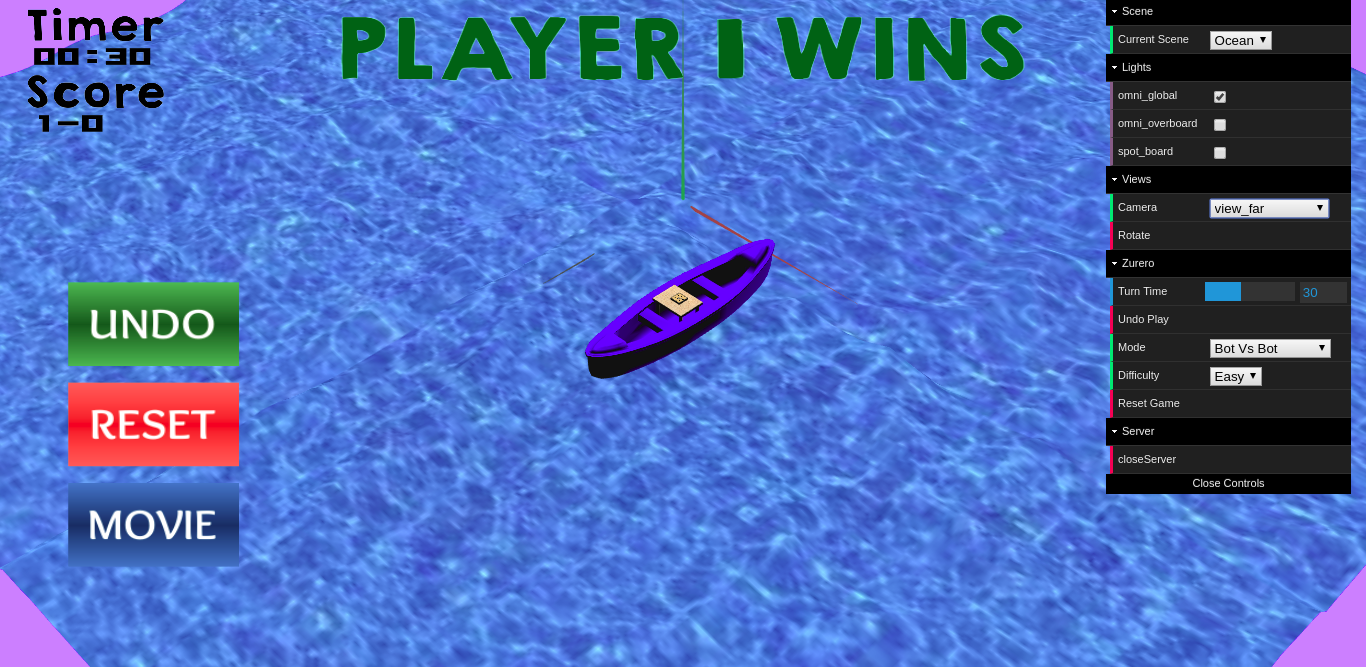 Timer
00:30
Score
1-0
PLAYER 1 WINS
UNDO
RESET
MOVIE
Scene
Current Scene Ocean
Lights
omni_global
omni_overboard
spot_board
Views
Camera view_far
Rotate
Zurero
Turn Time 30
Undo Play
Mode Bot Vs Bot
Difficulty Easy
Reset Game
Server
closeServer
Close Controls